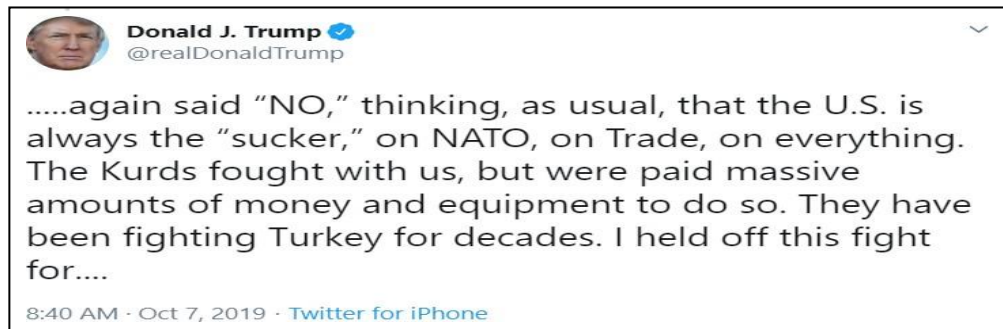 Donald J. Trump
@realDonaldTrump
.....again said “NO,” thinking, as usual, that the U.S. is
always the “sucker,” on NATO, on Trade, on everything.
The Kurds fought with us, but were paid massive
amounts of money and equipment to do so. They have
been fighting Turkey for decades. I held off this fight
for....
8:40 AM · Oct 7, 2019 · Twitter for iPhone